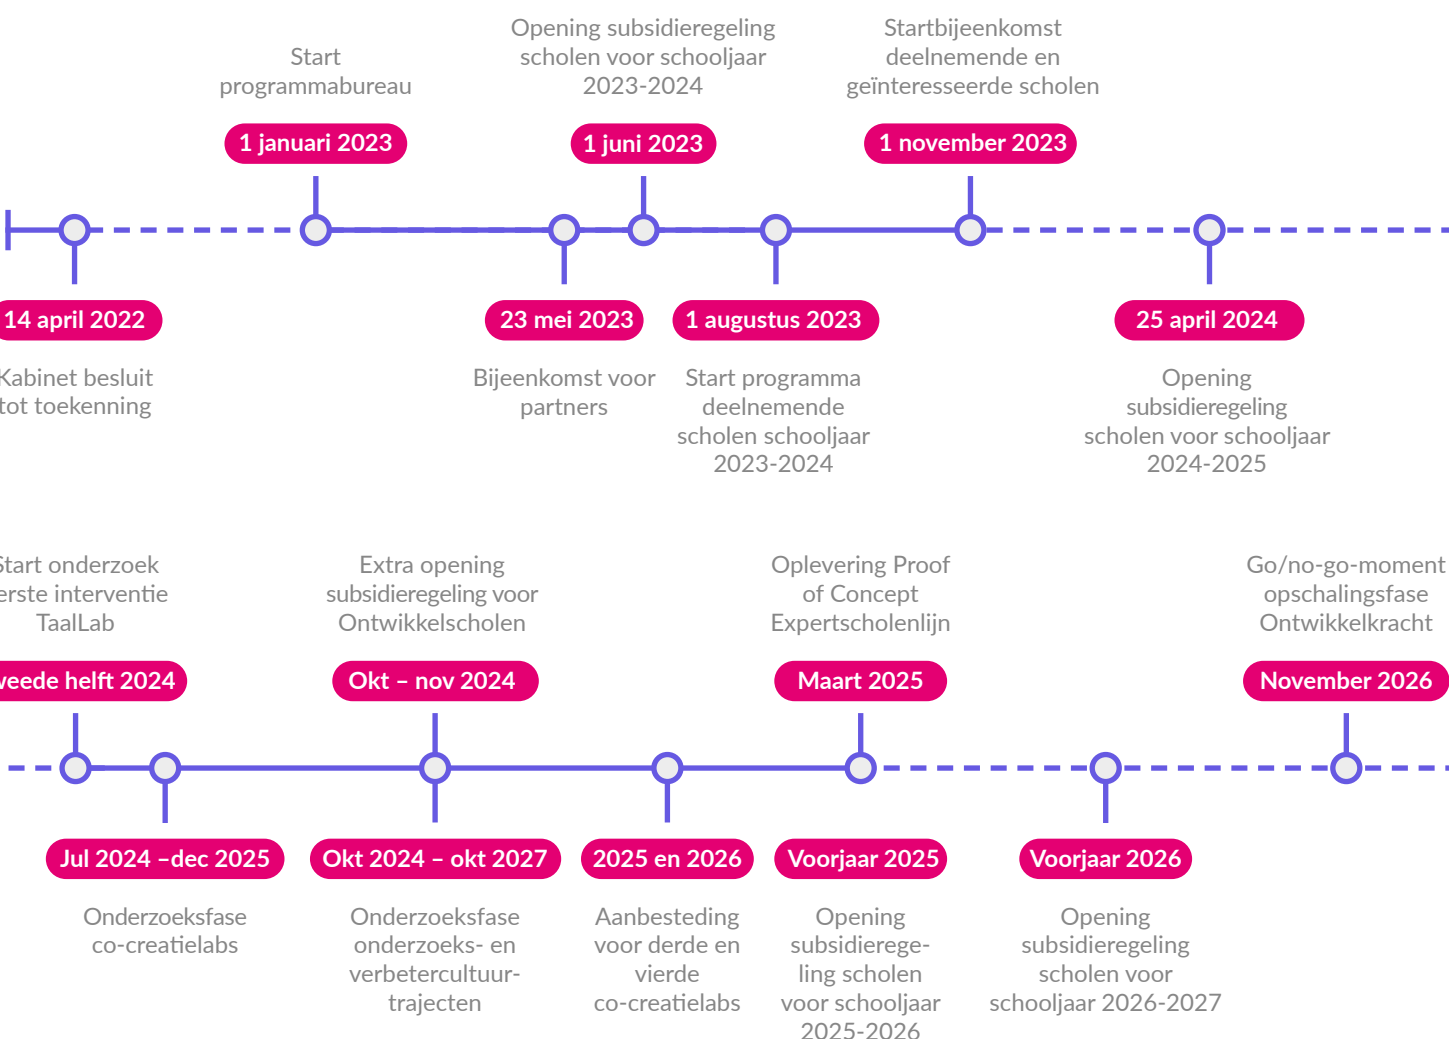 Start
programmabureau
1 januari 2023
Opening subsidieregeling
scholen voor schooljaar
2023-2024
1 juni 2023
Startbijeenkomst
deelnemende en
geïnteresseerde scholen
1 november 2023
14 april 2022
Kabinet besluit
tot toekenning
23 mei 2023
Bijeenkomst voor
partners
1 augustus 2023
Start programma
deelnemende
scholen schooljaar
2023-2024
25 april 2024
Opening
subsidieregeling
scholen voor schooljaar
2024-2025
Start onderzoek
erste interventie
TaalLab
weede helft 2024
Extra opening
subsidieregeling voor
Ontwikkelscholen
Okt – nov 2024
Oplevering Proof
of Concept
Expertscholenlijn
Maart 2025
Go/no-go-moment
opschalingsfase
Ontwikkelkracht
November 2026
Jul 2024 –dec 2025
Onderzoeksfase
co-creatielabs
Okt 2024 – okt 2027
Onderzoeksfase
onderzoeks- en
verbetercultuur-
trajecten
2025 en 2026
Aanbesteding
voor derde en
vierde
co-creatielabs
Voorjaar 2025
Opening
subsidierege-
ling scholen
voor schooljaar
2025-2026
Voorjaar 2026
Opening
subsidieregeling
scholen voor
schooljaar 2026-2027